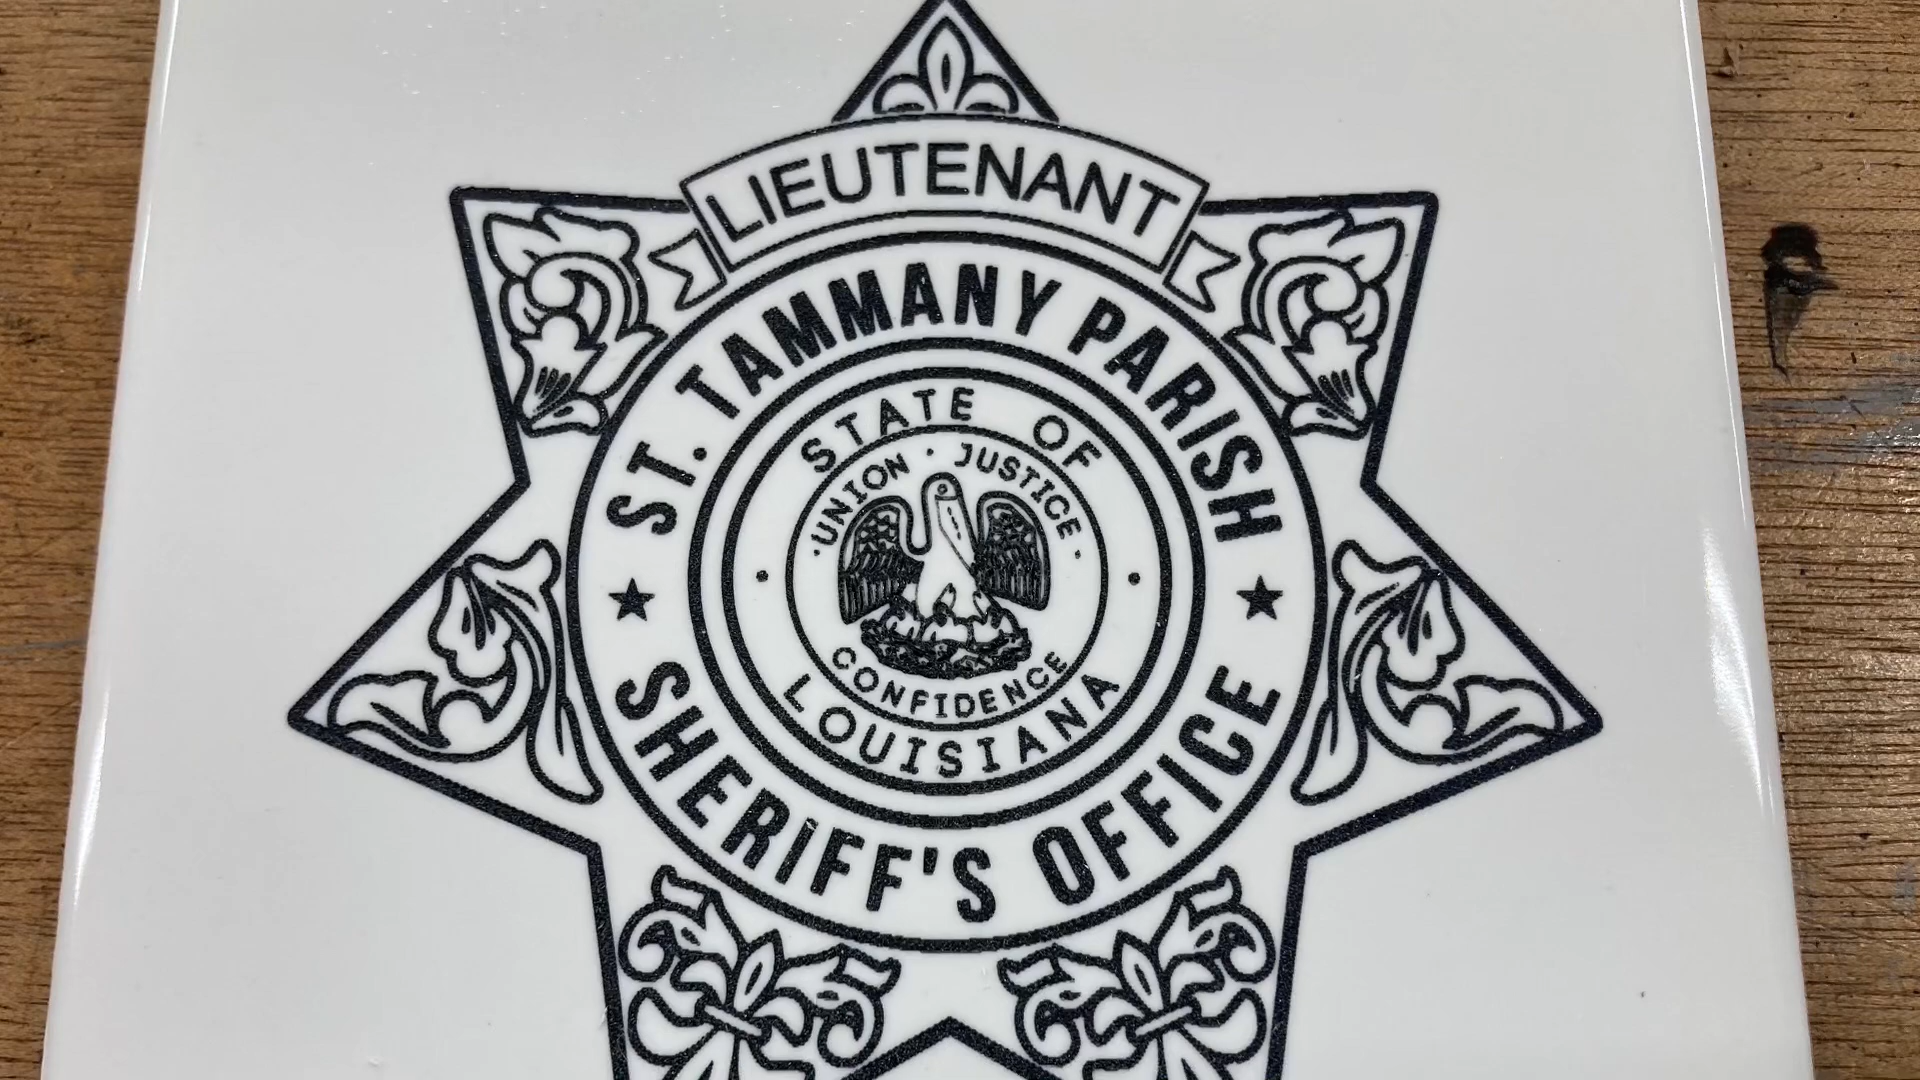 LIEUTENANT
ST. TAMMANY PARISH
STATE OF
UNION · JUSTICE
CONFIDENCE
LOUISIANA
SHERIFF'S OFFICE